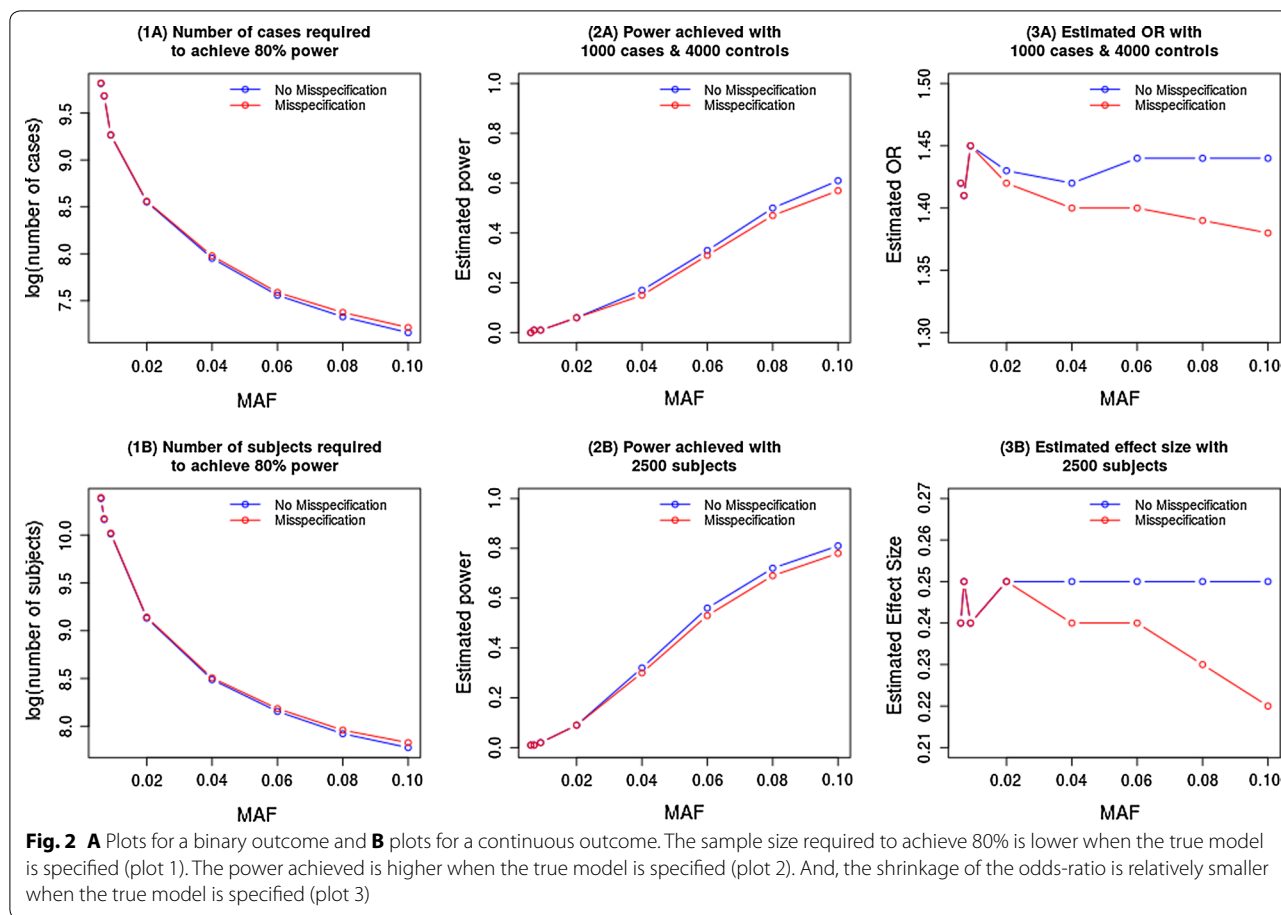 (1A) Number of cases required
to achieve 80% power
log(number of cases)
9.5
9.0
8.5
8.0
7.5
No Misspecification
Misspecification
0.02 0.04 0.06 0.08 0.10
MAF
(2A) Power achieved with
1000 cases & 4000 controls
Estimated power
1.0
0.8
0.6
0.4
0.2
0.0
No Misspecification
Misspecification
0.02 0.04 0.06 0.08 0.10
MAF
(3A) Estimated OR with
1000 cases & 4000 controls
Estimated OR
1.50
1.45
1.40
1.35
1.30
No Misspecification
Misspecification
0.02 0.04 0.06 0.08 0.10
MAF
(1B) Number of subjects required
to achieve 80% power
log(number of subjects)
10.0
9.5
9.0
8.5
8.0
No Misspecification
Misspecification
0.02 0.04 0.06 0.08 0.10
MAF
(2B) Power achieved with
2500 subjects
Estimated power
1.0
0.8
0.6
0.4
0.2
0.0
No Misspecification
Misspecification
0.02 0.04 0.06 0.08 0.10
MAF
(3B) Estimated effect size with
2500 subjects
Estimated Effect Size
0.27
0.25
0.24
0.23
0.22
0.21
No Misspecification
Misspecification
0.02 0.04 0.06 0.08 0.10
MAF
Fig. 2 A Plots for a binary outcome and B plots for a continuous outcome. The sample size required to achieve 80% is lower when the true model
is specified (plot 1). The power achieved is higher when the true model is specified (plot 2). And, the shrinkage of the odds-ratio is relatively smaller
when the true model is specified (plot 3)